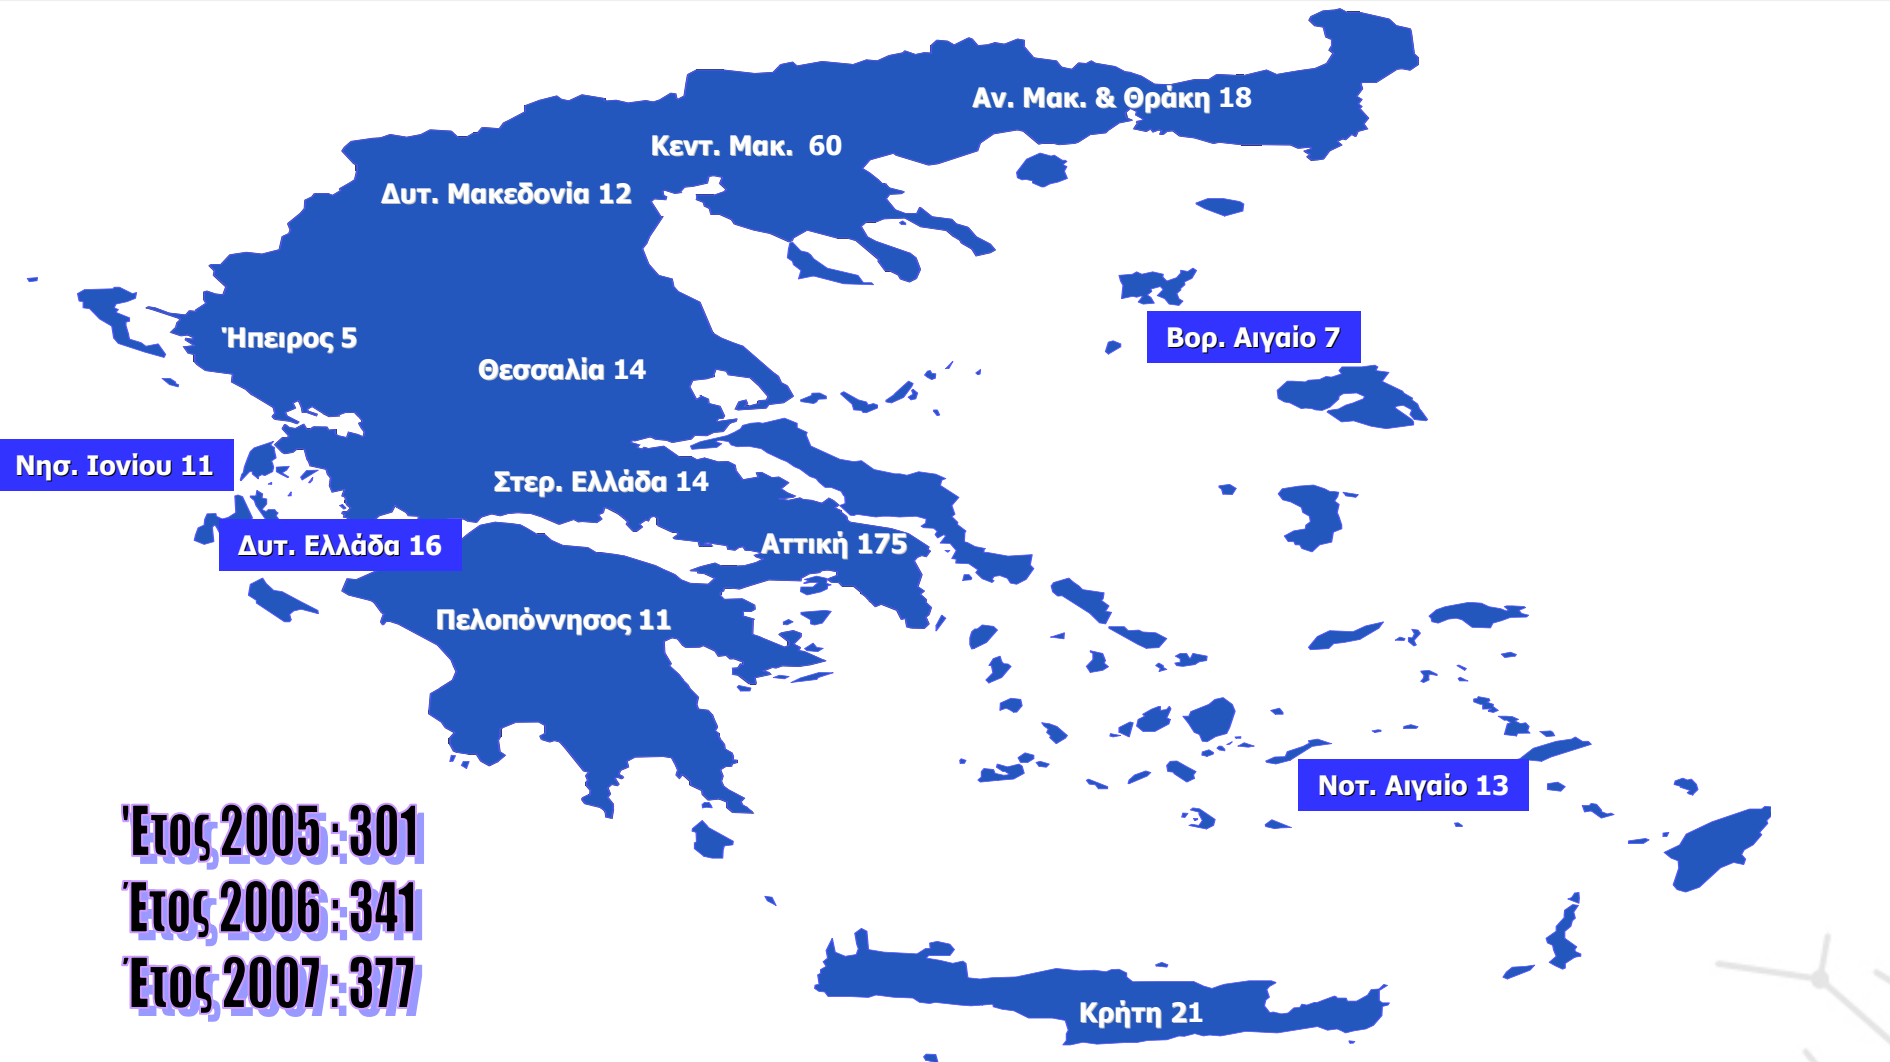 Αν. Μακ. & Θράκη 18
Κεντ. Μακ. 60
Δυτ. Μακεδονία 12
Ήπειρος 5
Βορ. Αιγαίο 7
Θεσσαλία 14
Νησ. Ιονίου 11
Στερ. Ελλάδα 14
Δυτ. Ελλάδα 16
Αττική 175
Πελοπόννησος 11
Νοτ. Αιγαίο 13
Έτος 2005 : 301
Έτος 2006 : 341
Έτος 2007 : 377
Κρήτη 21